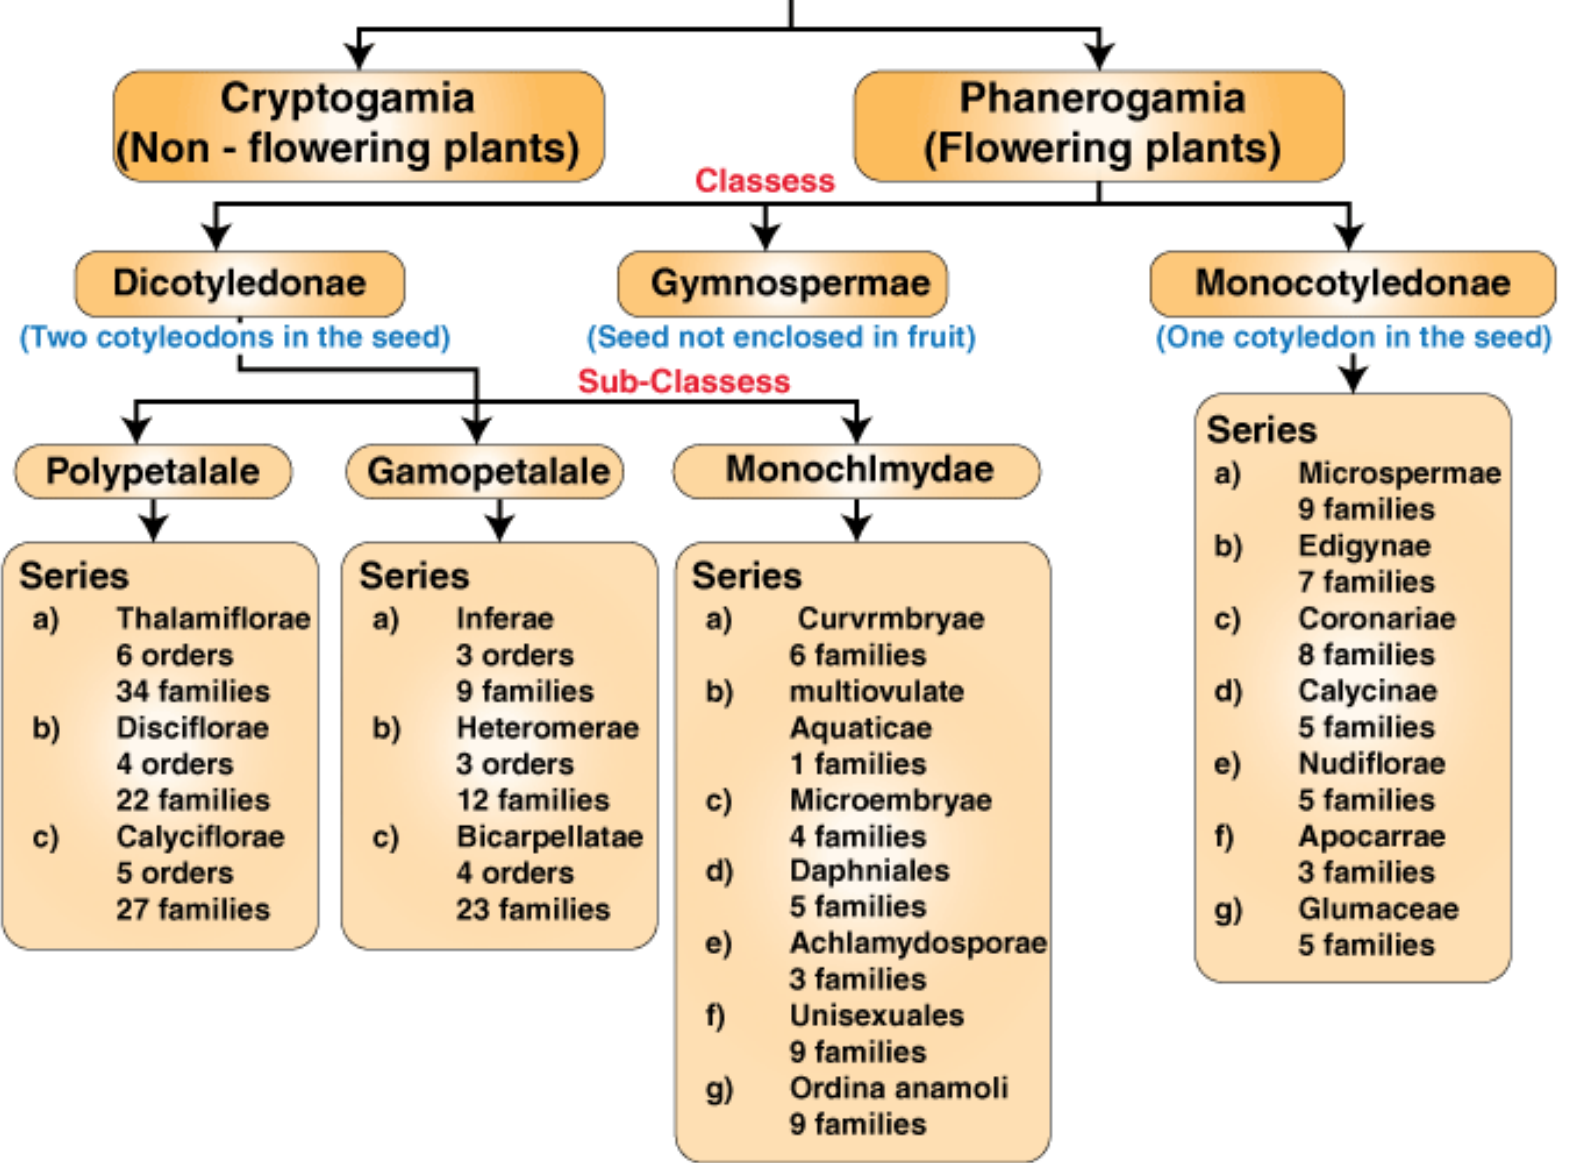 Cryptogamia
(Non - flowering plants)
Phanerogamia
(Flowering plants)
Classess
Dicotyledonae
(Two cotyleodons in the seed)
Gymnospermae
(Seed not enclosed in fruit)
Monocotyledonae
(One cotyledon in the seed)
Sub-Classess
Polypetalale
Gamopetalale
Monochlmydae
Series
a) Thalamiflorae
6 orders
34 families
b) Disciflorae
4 orders
22 families
c) Calyciflorae
5 orders
27 families
Series
a) Inferae
3 orders
9 families
b) Heteromerae
3 orders
12 families
c) Bicarpellatae
4 orders
23 families
Series
a) Curvrmbryae
6 families
b) multiovulate
Aquaticae
1 families
c) Microembryae
4 families
d) Daphniales
5 families
e) Achlamydosporae
3 families
f) Unisexuales
9 families
g) Ordina anamoli
9 families
Series
a) Microspermae
9 families
b) Edigynae
7 families
c) Coronariae
8 families
d) Calycinae
5 families
e) Nudiflorae
5 families
f) Apocarrae
3 families
g) Glumaceae
5 families